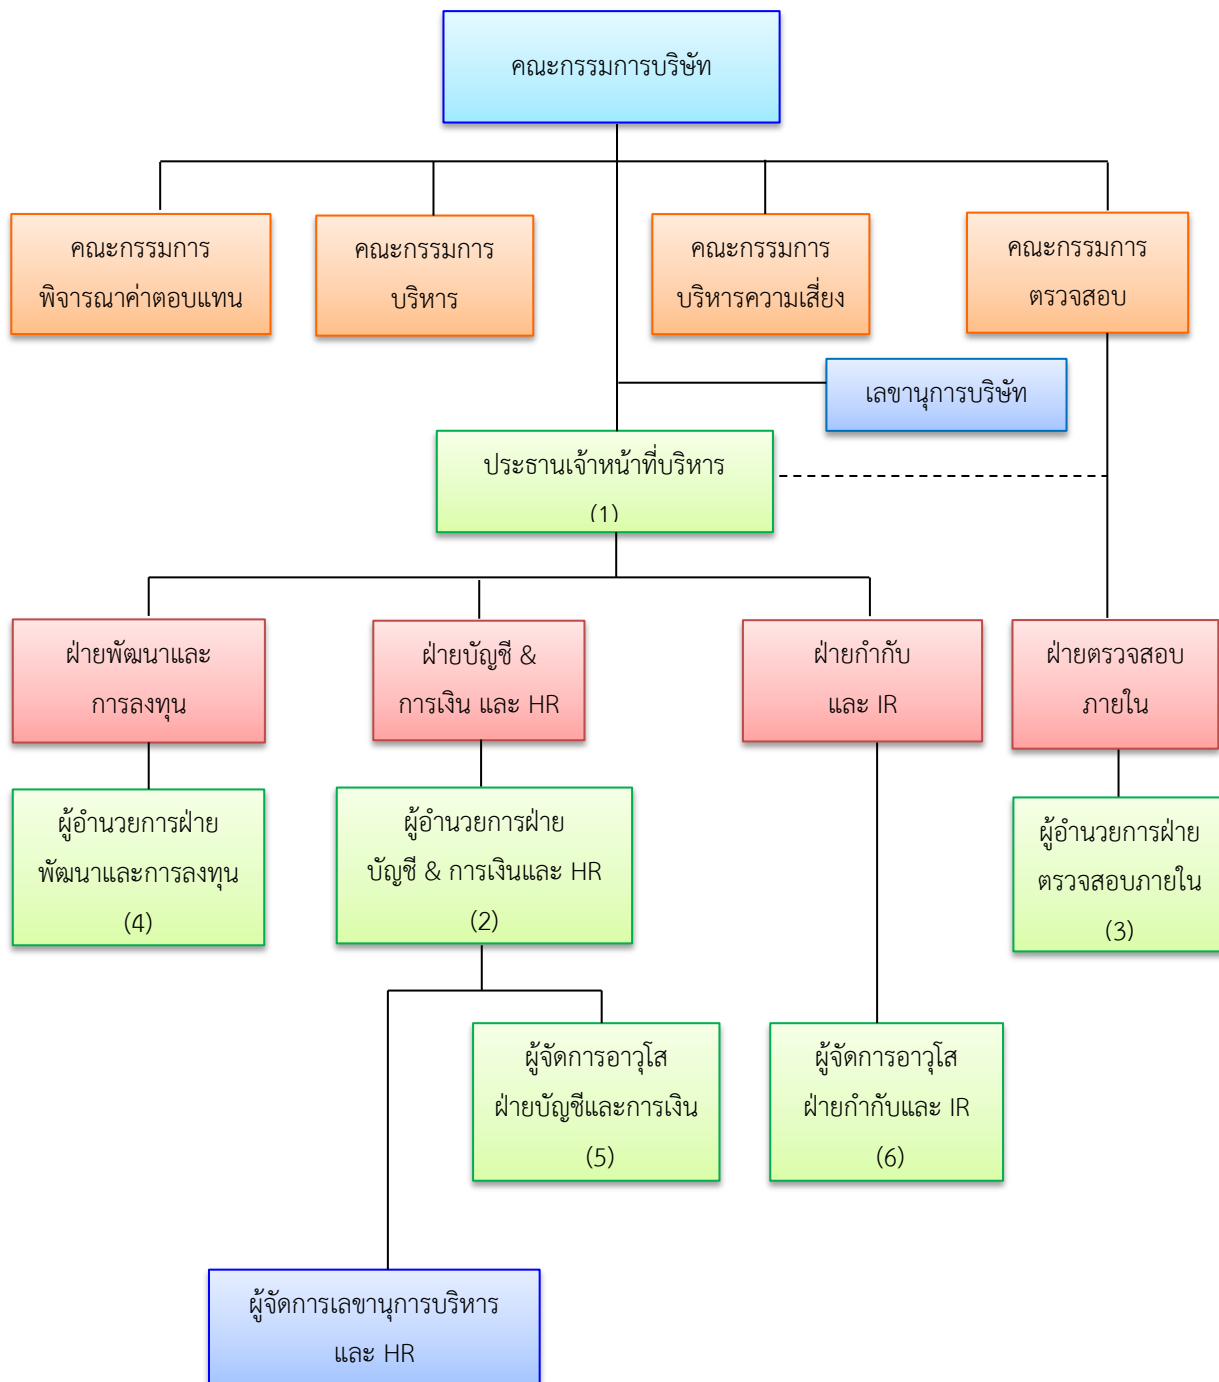 คณะกรรมการบริษัท
คณะกรรมการ
พิจารณาค่าตอบแทน
คณะกรรมการ
บริหาร
คณะกรรมการ
บริหารความเสี่ยง
คณะกรรมการ
ตรวจสอบ
เลขานุการบริษัท
ประธานเจ้าหน้าที่บริหาร
(1)
ฝ่ายพัฒนาและ
การลงทุน
ฝ่ายบัญชี &
การเงิน และ HR
ฝ่ายกำกับ
และ IR
ฝ่ายตรวจสอบ
ภายใน
ผู้อำนวยการฝ่าย
พัฒนาและการลงทุน
(4)
ผู้อำนวยการฝ่าย
บัญชี & การเงินและ HR
(2)
ผู้อำนวยการฝ่าย
ตรวจสอบภายใน
(3)
ผู้จัดการอาวุโส
ฝ่ายบัญชีและการเงิน
(5)
ผู้จัดการอาวุโส
ฝ่ายกำกับและ IR
(6)
ผู้จัดการเลขานุการบริหาร
และ HR